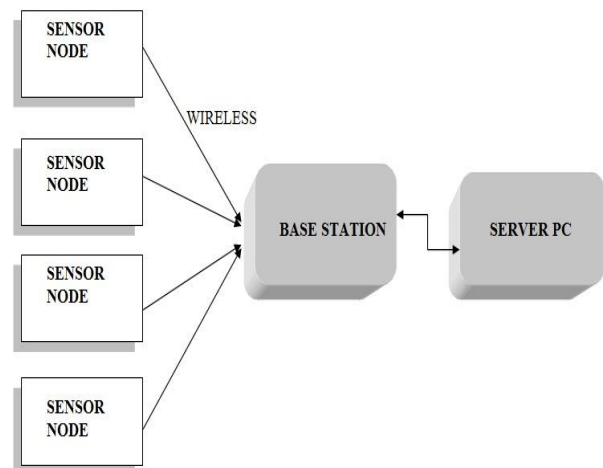 SENSOR
NODE
WIRELESS
SENSOR
NODE
BASE STATION
SERVER PC
SENSOR
NODE
SENSOR
NODE